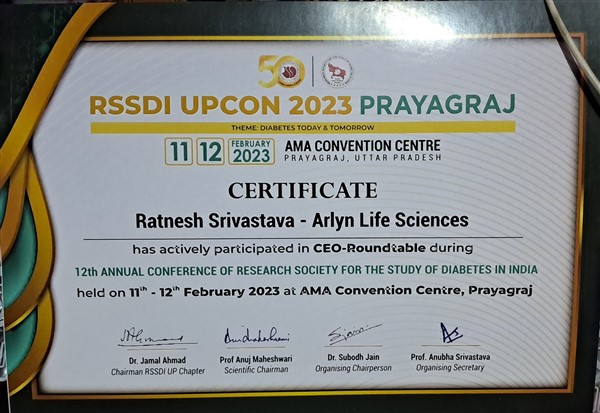 50
RSSDI UPCON 2023 PRAYAGRAJ
THEME: DIABETES TODAY & TOMORROW
11 12 FEBRUARY 2023 AMA CONVENTION CENTRE
PRAYAGRAJ, UTTAR PRADESH
CERTIFICATE
Ratnesh Srivastava - Arlyn Life Sciences
has actively participated in CEO-Roundtable during
12th ANNUAL CONFERENCE OF RESEARCH SOCIETY FOR THE STUDY OF DIABETES IN INDIA
held on 11th - 12th February 2023 at AMA Convention Centre, Prayagraj
Dr. Jamal Ahmad
Chairman RSSDI UP Chapter
Prof Anuj Maheshwari
Scientific Chairman
Dr. Subodh Jain
Organising Chairperson
Prof. Anubha Srivastava
Organising Secretary